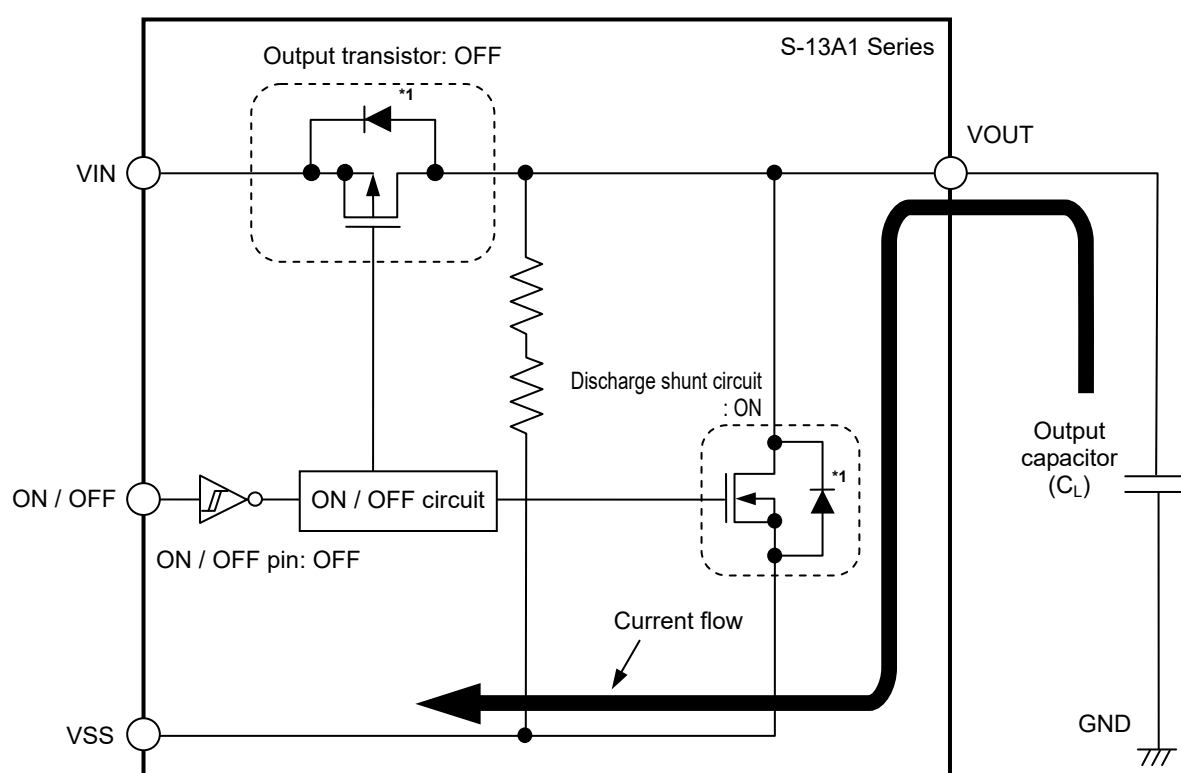 S-13A1 Series
Output transistor: OFF
*1
VOUT
VIN
Discharge shunt circuit
: ON
*1
Output
capacitor
(CL)
ON / OFF
ON / OFF circuit
ON / OFF pin: OFF
Current flow
GND
VSS